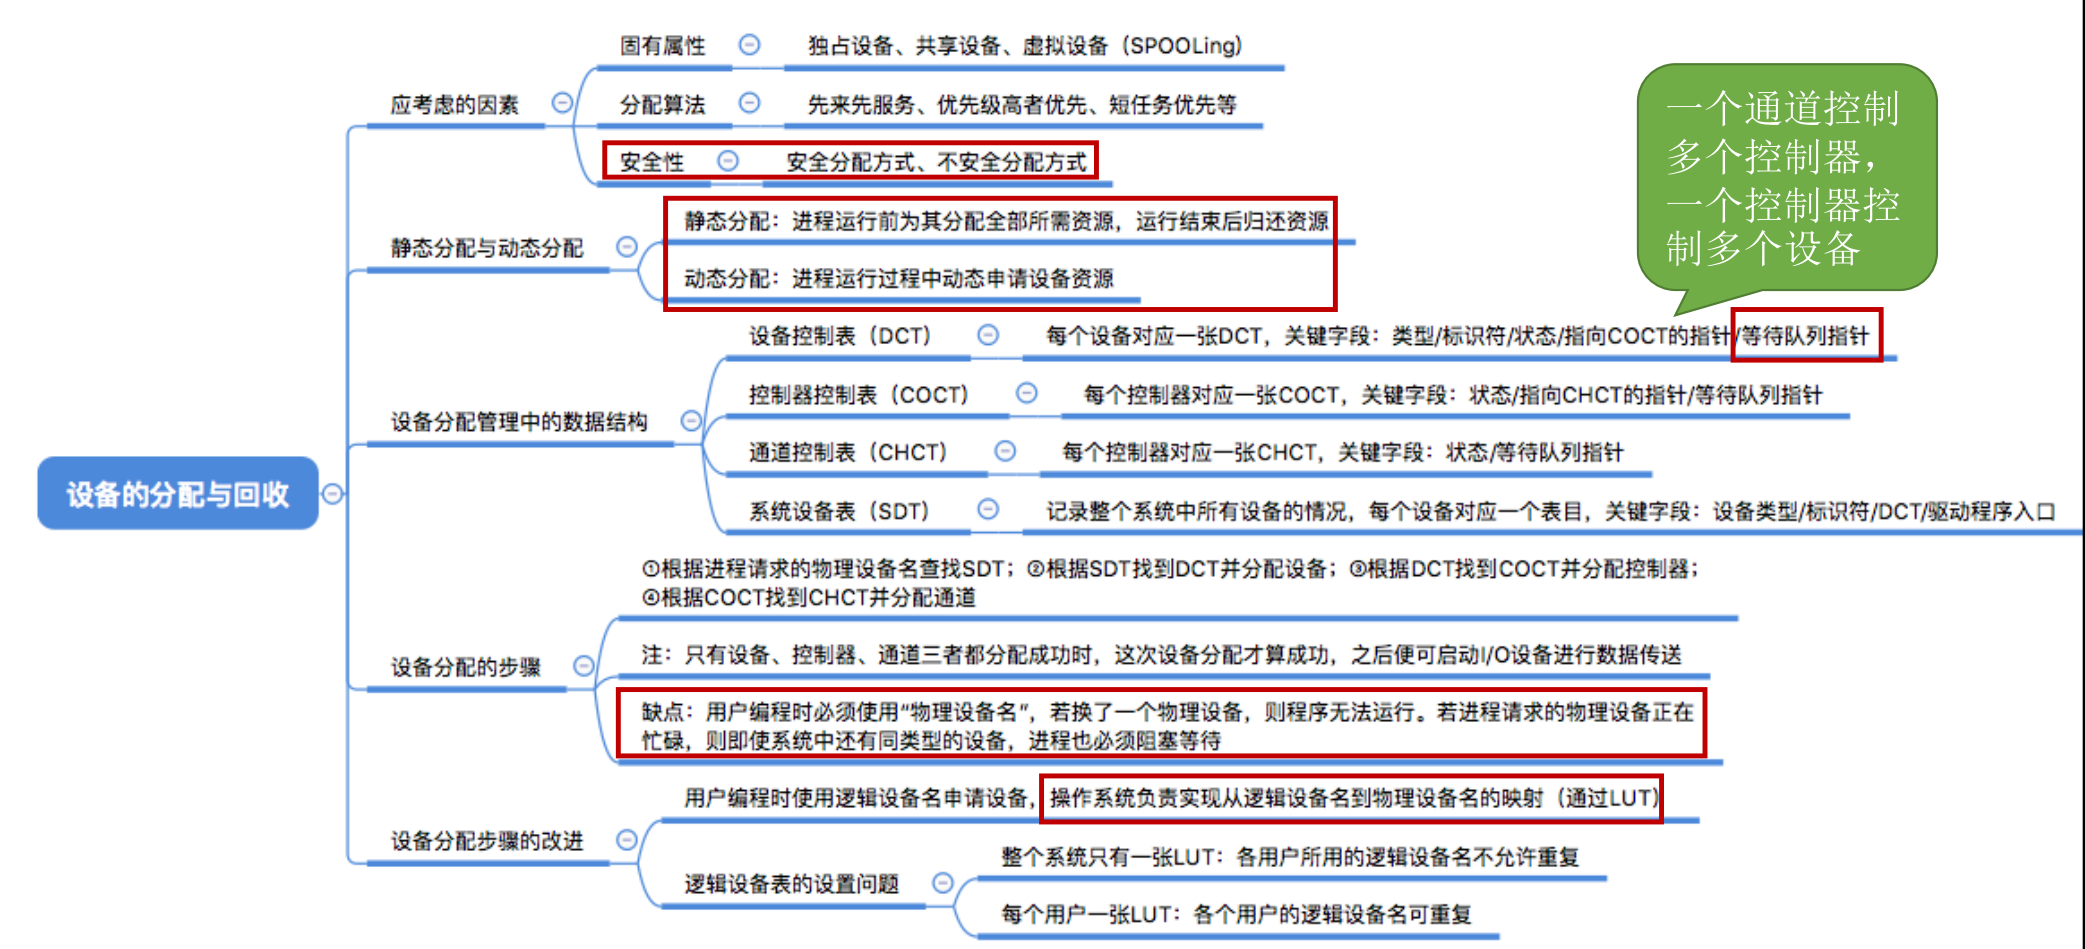 设备的分配与回收
应考虑的因素
固有属性
独占设备、共享设备、虚拟设备（SPOOLing）
分配算法
先来先服务、优先级高者优先、短任务优先等
安全性
安全分配方式、不安全分配方式
静态分配与动态分配
静态分配：进程运行前为其分配全部所需资源，运行结束后归还资源
动态分配：进程运行过程中动态申请设备资源
一个通道控制
多个控制器，
一个控制器控
制多个设备
设备分配管理中的数据结构
设备控制表（DCT）
每个设备对应一张DCT，关键字段：类型/标识符/状态/指向COCT的指针/等待队列指针
控制器控制表（COCT）
每个控制器对应一张COCT，关键字段：状态/指向CHCT的指针/等待队列指针
通道控制表（CHCT）
每个控制器对应一张CHCT，关键字段：状态/等待队列指针
系统设备表（SDT）
记录整个系统中所有设备的情况，每个设备对应一个表目，关键字段：设备类型/标识符/DCT/驱动程序入口
设备分配的步骤
①根据进程请求的物理设备名查找SDT；②根据SDT找到DCT并分配设备；③根据DCT找到COCT并分配控制器；
④根据COCT找到CHCT并分配通道
注：只有设备、控制器、通道三者都分配成功时，这次设备分配才算成功，之后便可启动I/O设备进行数据传送
缺点：用户编程时必须使用“物理设备名”，若换了一个物理设备，则程序无法运行。若进程请求的物理设备正在
忙碌，则即使系统中还有同类型的设备，进程也必须阻塞等待
设备分配步骤的改进
用户编程时使用逻辑设备名申请设备，操作系统负责实现从逻辑设备名到物理设备名的映射（通过LUT）
逻辑设备表的设置问题
整个系统只有一张LUT：各用户所用的逻辑设备名不允许重复
每个用户一张LUT：各个用户的逻辑设备名可重复